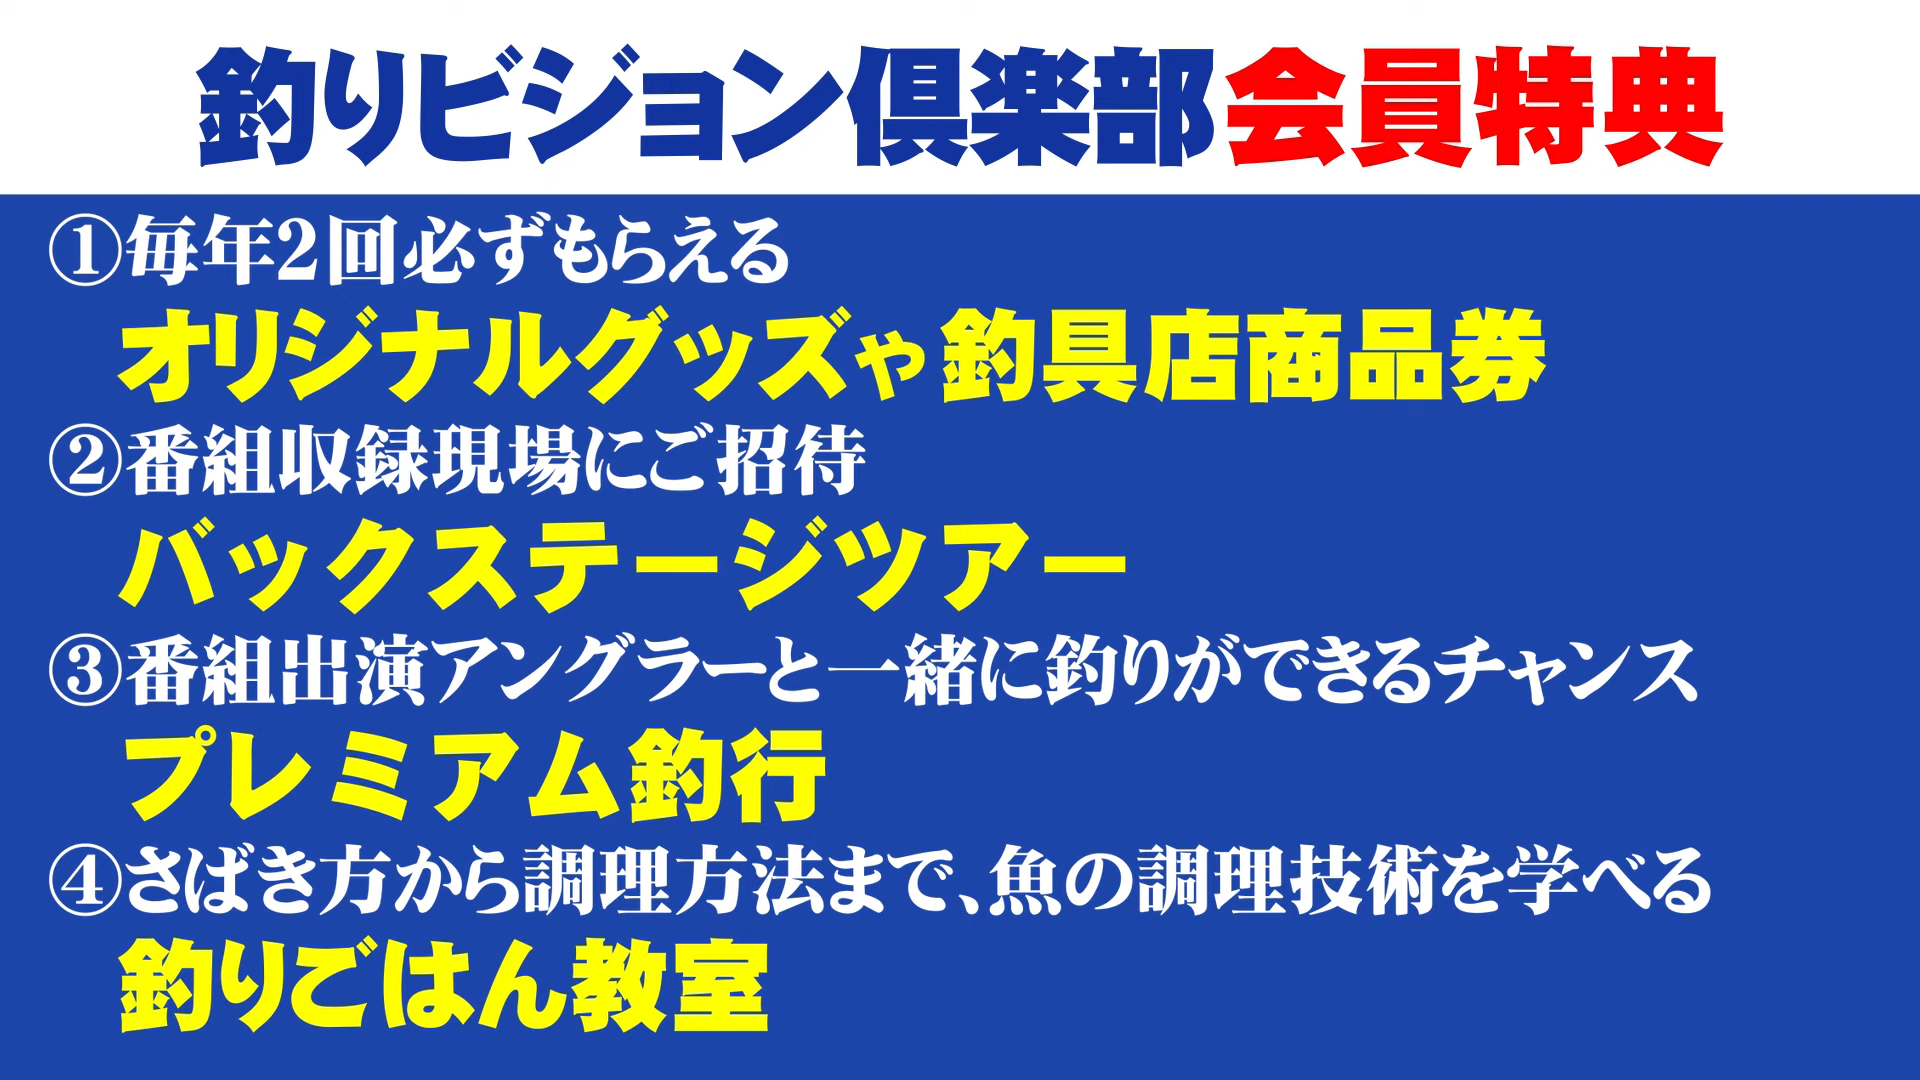 釣りビジョン倶楽部会員特典
①毎年2回必ずもらえる
オリジナルグッズや釣具店商品券
②番組収録現場にご招待
バックステージツアー
③番組出演アングラーと一緒に釣りができるチャンス
プレミアム釣行
④さばき方から調理方法まで、魚の調理技術を学べる
釣りごはん教室